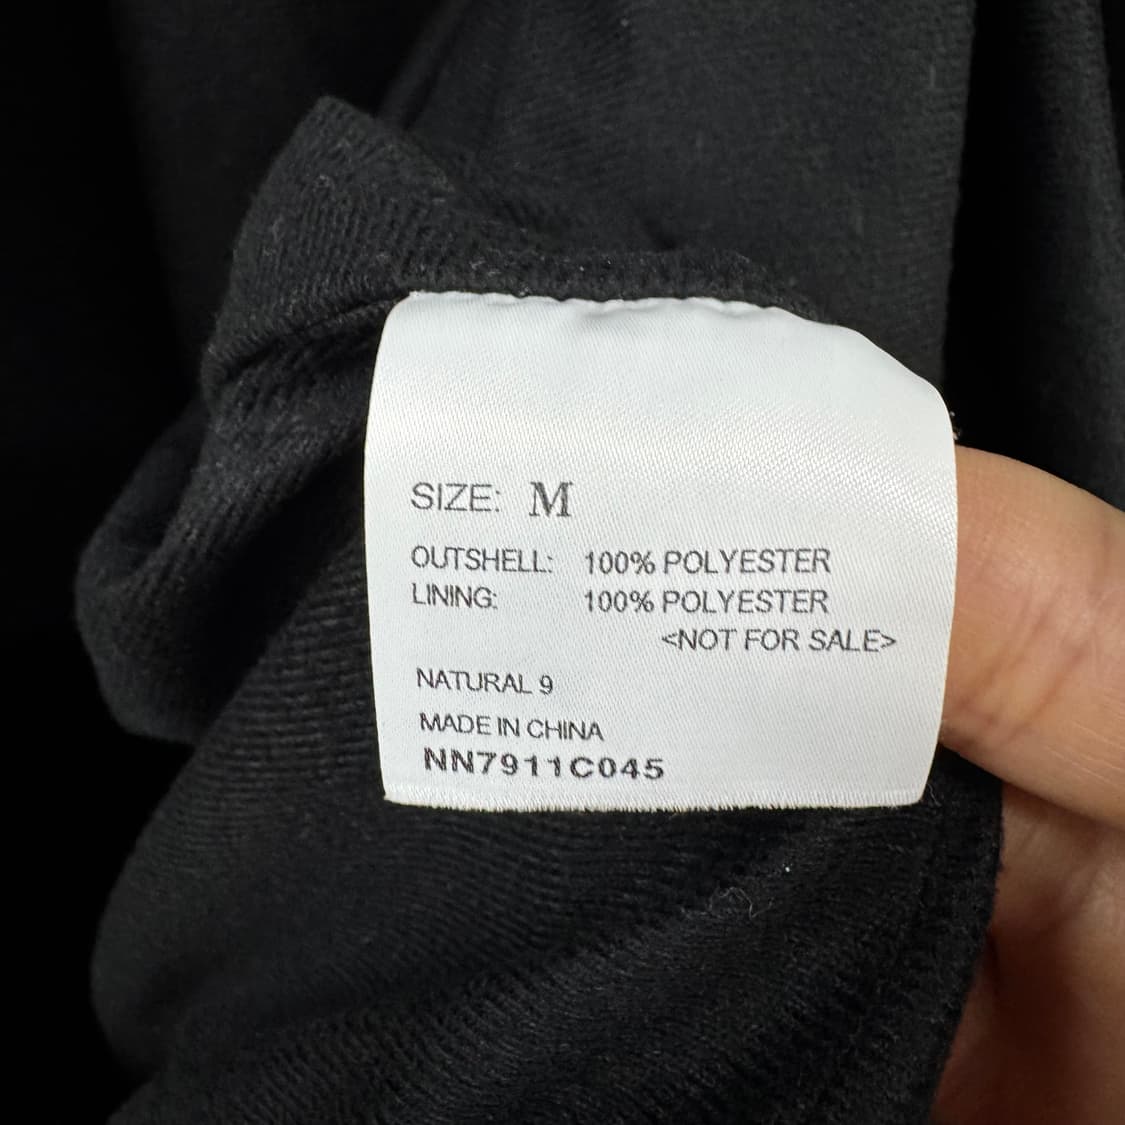 SIZE: M
OUTSHELL: 100% POLYESTER
LINING: 100% POLYESTER
<NOT FOR SALE>
NATURAL 9
MADE IN CHINA
NN7911C045